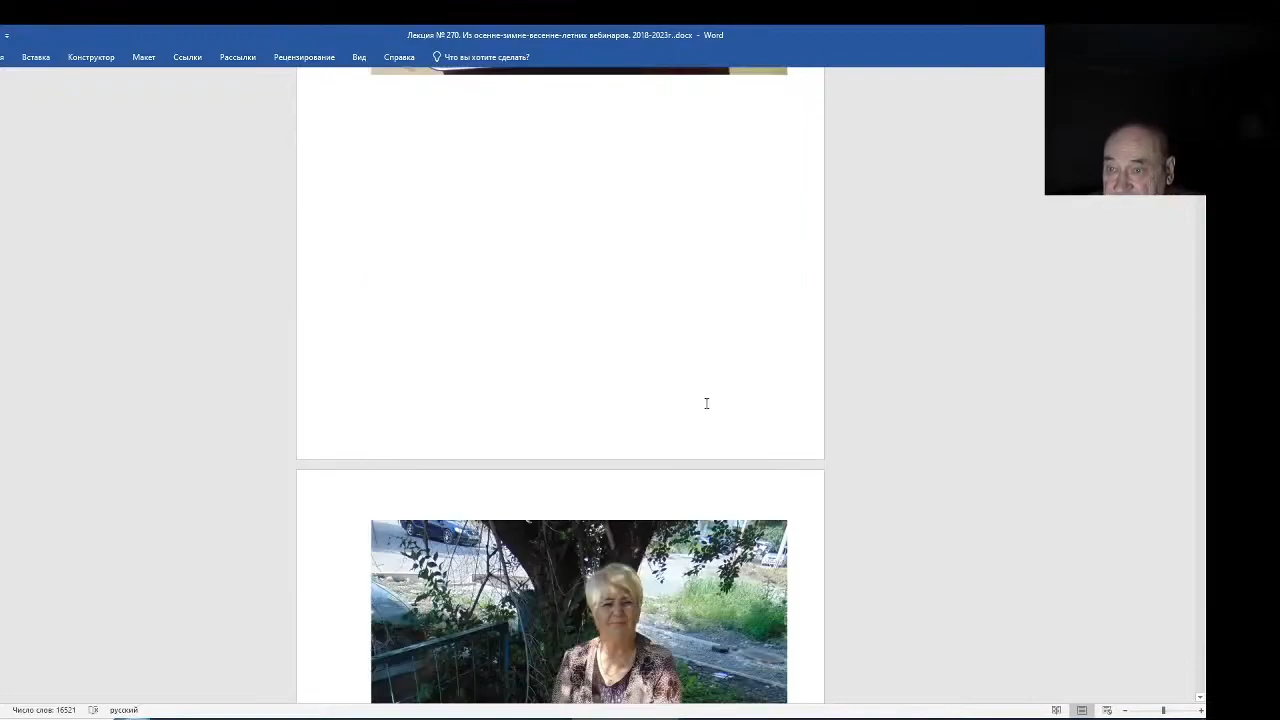 Лекция № 270. Из осенне-зимне-весенне-летних вебинаров. 2018-2023г..docx - Word
я Вставка Конструктор Макет Ссылки Рассылки Рецензирование Вид Справка Что вы хотите сделать?
Число слов: 16521 русский